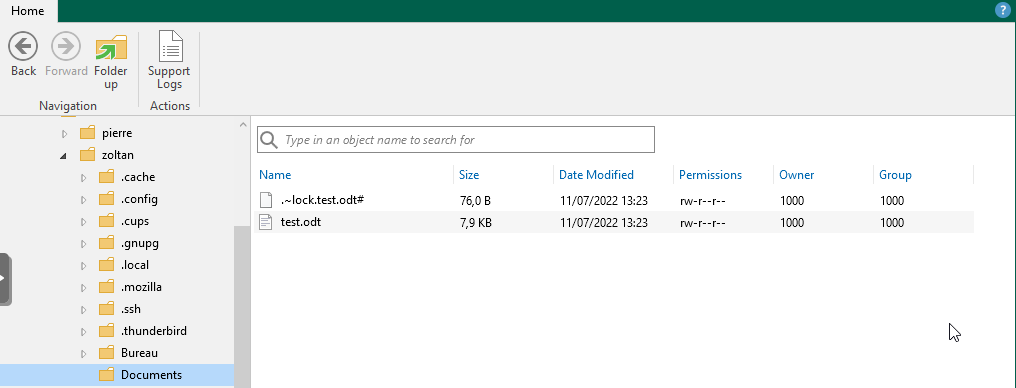 Home
?
Back Forward Folder up Support Logs
Navigation Actions
pierre
zoltan
.cache
.config
.cups
.gnupg
.local
.mozilla
.ssh
.thunderbird
Bureau
Documents
Type in an object name to search for
Name Size Date Modified Permissions Owner Group
.~lock.test.odt# 76,0 B 11/07/2022 13:23 rw-r--r-- 1000 1000
test.odt 7,9 KB 11/07/2022 13:23 rw-r--r-- 1000 1000